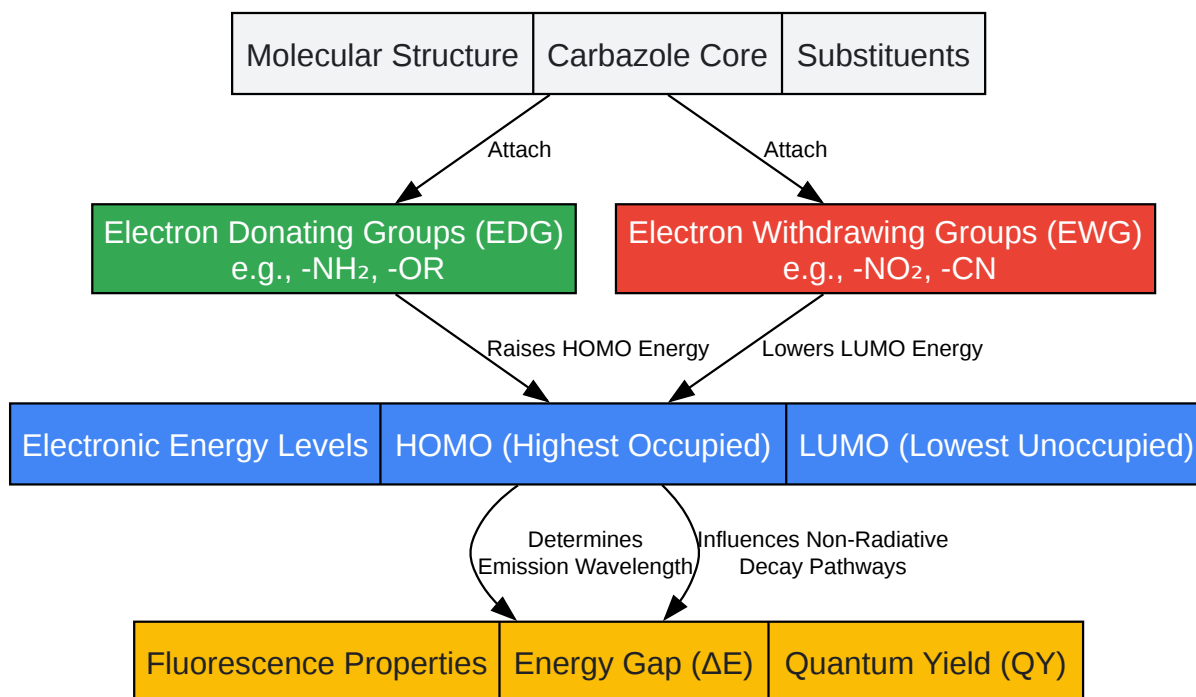 Molecular Structure
Carbazole Core
Substituents
Attach
Attach
Electron Donating Groups (EDG)
e.g., -NH₂, -OR
Electron Withdrawing Groups (EWG)
e.g., -NO₂, -CN
Raises HOMO Energy
Lowers LUMO Energy
Electronic Energy Levels
HOMO (Highest Occupied)
LUMO (Lowest Unoccupied)
Determines
Emission Wavelength
Influences Non-Radiative
Decay Pathways
Fluorescence Properties
Energy Gap (ΔE)
Quantum Yield (QY)